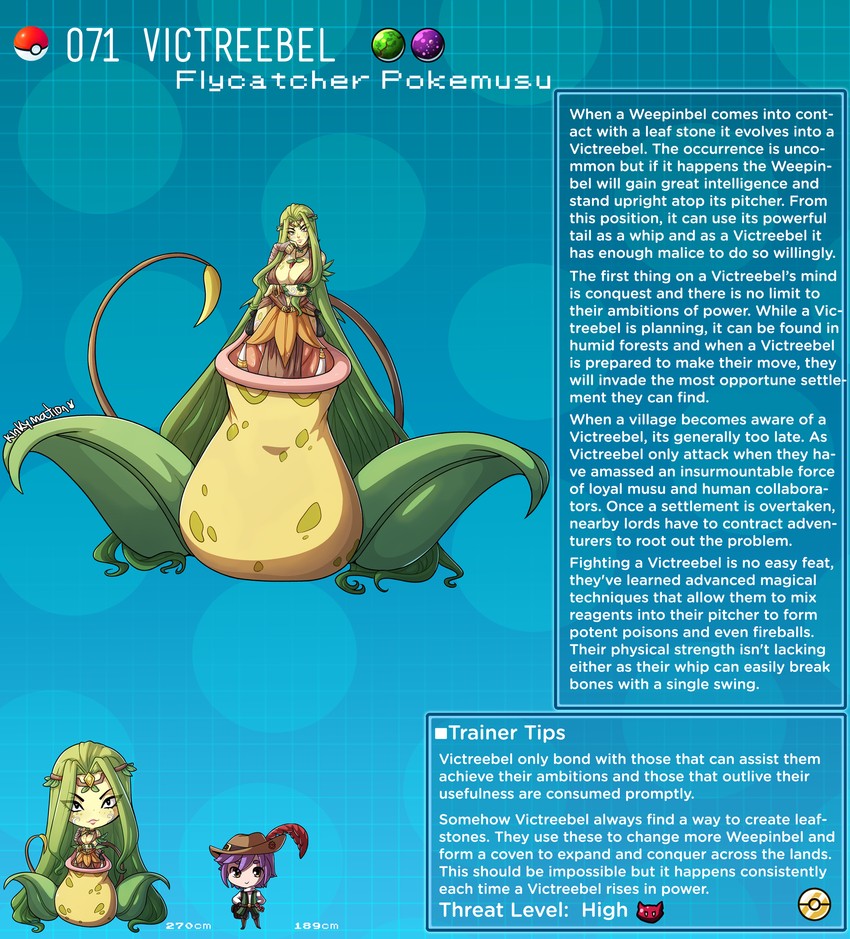 071 VICTREEBEL
Flycatcher Pokemusu
When a Weepinbel comes into cont-
act with a leaf stone it evolves into a
Victreebel. The occurrence is unco-
mmon but if it happens the Weepin-
bel will gain great intelligence and
stand upright atop its pitcher. From
this position, it can use its powerful
tail as a whip and as a Victreebel it
has enough malice to do so willingly.
The first thing on a Victreebel's mind
is conquest and there is no limit to
their ambitions of power. While a Vic-
treebel is planning, it can be found in
humid forests and when a Victreebel
is prepared to make their move, they
will invade the most opportune settle-
ment they can find.
When a village becomes aware of a
Victreebel, its generally too late. As
Victreebel only attack when they ha-
ve amassed an insurmountable force
of loyal musu and human collabora-
tors. Once a settlement is overtaken,
nearby lords have to contract adven-
turers to root out the problem.
Fighting a Victreebel is no easy feat,
they've learned advanced magical
techniques that allow them to mix
reagents into their pitcher to form
potent poisons and even fireballs.
Their physical strength isn't lacking
either as their whip can easily break
bones with a single swing.
kinkymation
■Trainer Tips
Victreebel only bond with those that can assist them
achieve their ambitions and those that outlive their
usefulness are consumed promptly.
Somehow Victreebel always find a way to create leaf-
stones. They use these to change more Weepinbel and
form a coven to expand and conquer across the lands.
This should be impossible but it happens consistently
each time a Victreebel rises in power.
Threat Level: High
270cm
189cm